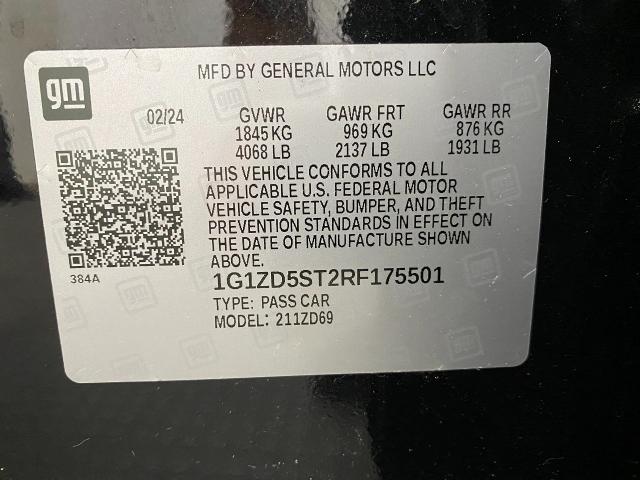 gm
MFD BY GENERAL MOTORS LLC
02/24 GVWR GAWR FRT GAWR RR
1845 KG 969 KG 876 KG
4068 LB 2137 LB 1931 LB
THIS VEHICLE CONFORMS TO ALL
APPLICABLE U.S. FEDERAL MOTOR
VEHICLE SAFETY, BUMPER, AND THEFT
PREVENTION STANDARDS IN EFFECT ON
THE DATE OF MANUFACTURE SHOWN
ABOVE.
384A
1G1ZD5ST2RF175501
TYPE: PASS CAR
MODEL: 211ZD69